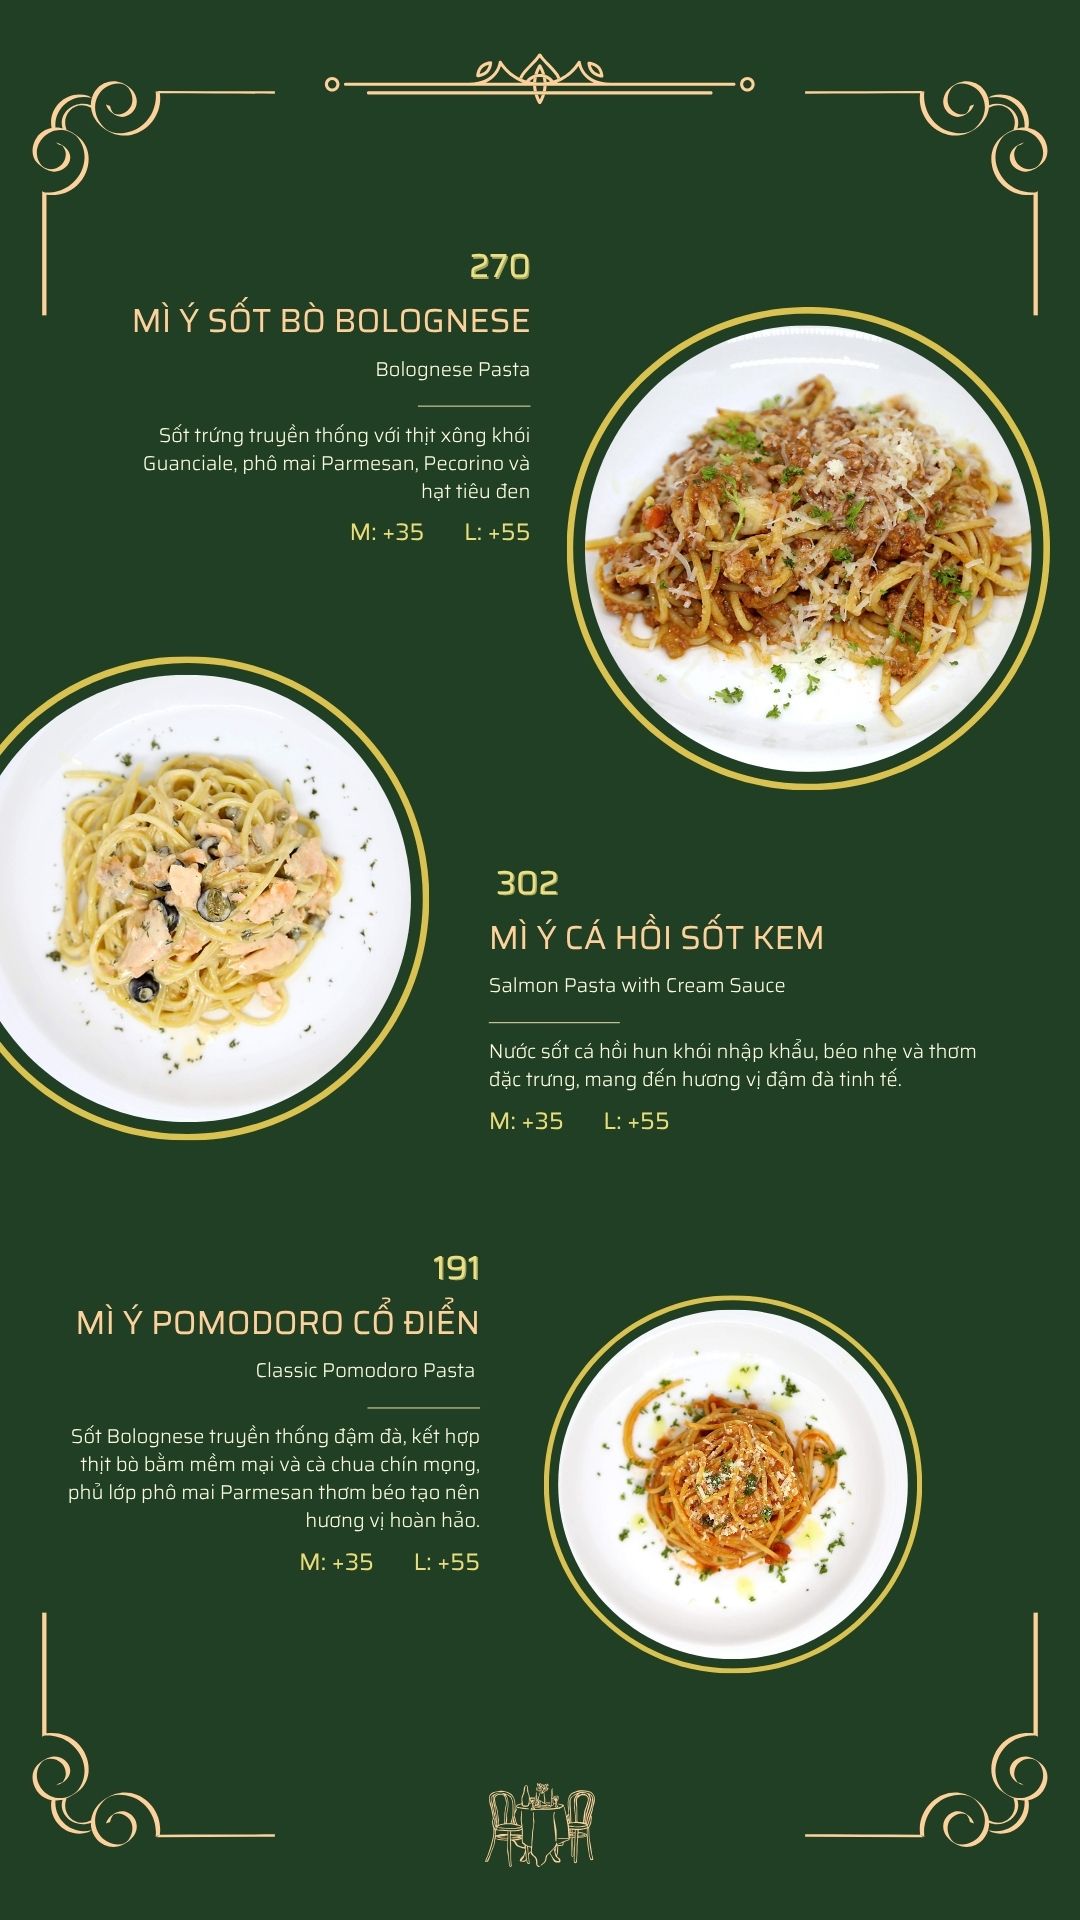 270
MÌ Ý SỐT BÒ BOLOGNESE
Bolognese Pasta
Sốt trứng truyền thống với thịt xông khói
Guanciale, phô mai Parmesan, Pecorino và
hạt tiêu đen
M: +35 L: +55
302
MÌ Ý CÁ HỒI SỐT KEM
Salmon Pasta with Cream Sauce
Nước sốt cá hồi hun khói nhập khẩu, béo nhẹ và thơm
đặc trưng, mang đến hương vị đậm đà tinh tế.
M: +35 L: +55
191
MÌ Ý POMODORO CỔ ĐIỂN
Classic Pomodoro Pasta
Sốt Bolognese truyền thống đậm đà, kết hợp
thịt bò bằm mềm mại và cà chua chín mọng,
phủ lớp phô mai Parmesan thơm béo tạo nên
hương vị hoàn hảo.
M: +35 L: +55